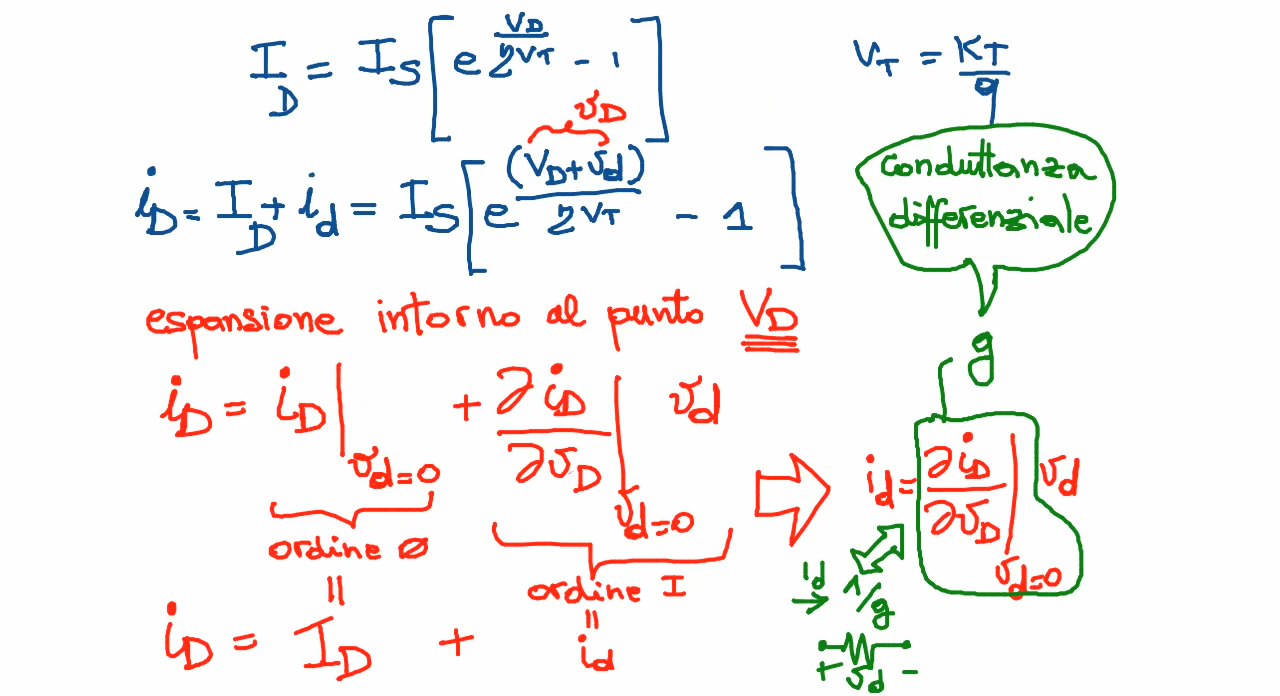 I_D = I_S [ e^(V_D / ηV_T) - 1 ]
V_T = KT / q
v_D
i_D = I_D + i_d = I_S [ e^((V_D + v_d) / ηV_T) - 1 ]
conduttanza
differenziale
espansione intorno al punto V_D
g
i_D = i_D |_(v_d=0) + ∂i_D / ∂v_D |_(v_d=0) v_d
i_d = ∂i_D / ∂v_D |_(v_d=0) v_d
ordine Ø
ordine I
=
=
i_D = I_D + i_d
i_d
1/g
+ v_d -